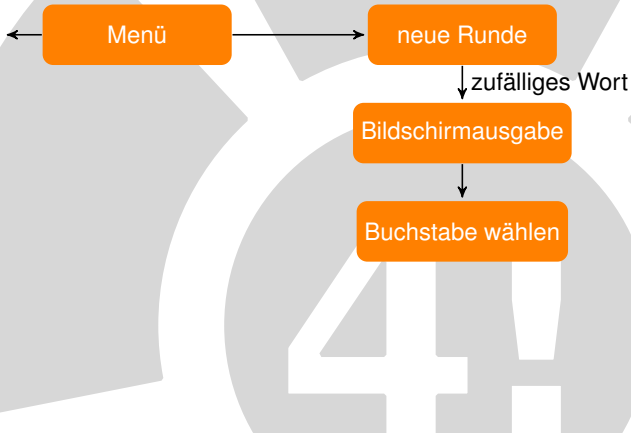 Menü
neue Runde
zufälliges Wort
Bildschirmausgabe
Buchstabe wählen
4!